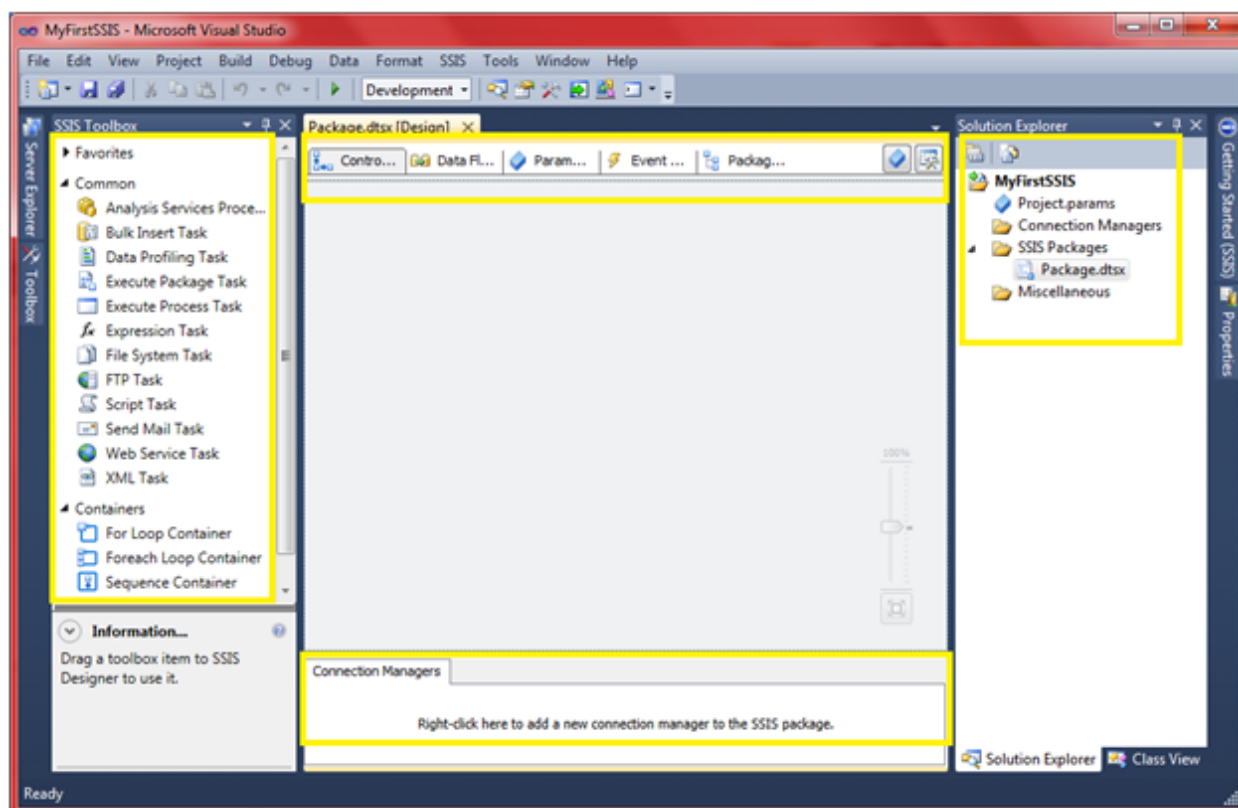 MyFirstSSIS - Microsoft Visual Studio
File Edit View Project Build Debug Data Format SSIS Tools Window Help
Development
Server Explorer
Toolbox
SSIS Toolbox
Favorites
Common
Analysis Services Proce...
Bulk Insert Task
Data Profiling Task
Execute Package Task
Execute Process Task
Expression Task
File System Task
FTP Task
Script Task
Send Mail Task
Web Service Task
XML Task
Containers
For Loop Container
Foreach Loop Container
Sequence Container
Information...
Drag a toolbox item to SSIS
Designer to use it.
Package.dtsx [Design]
Contro... Data Fl... Param... Event ... Packag...
100%
Connection Managers
Right-click here to add a new connection manager to the SSIS package.
Solution Explorer
MyFirstSSIS
Project.params
Connection Managers
SSIS Packages
Package.dtsx
Miscellaneous
Solution Explorer Class View
Getting Started (SSIS)
Properties
Ready